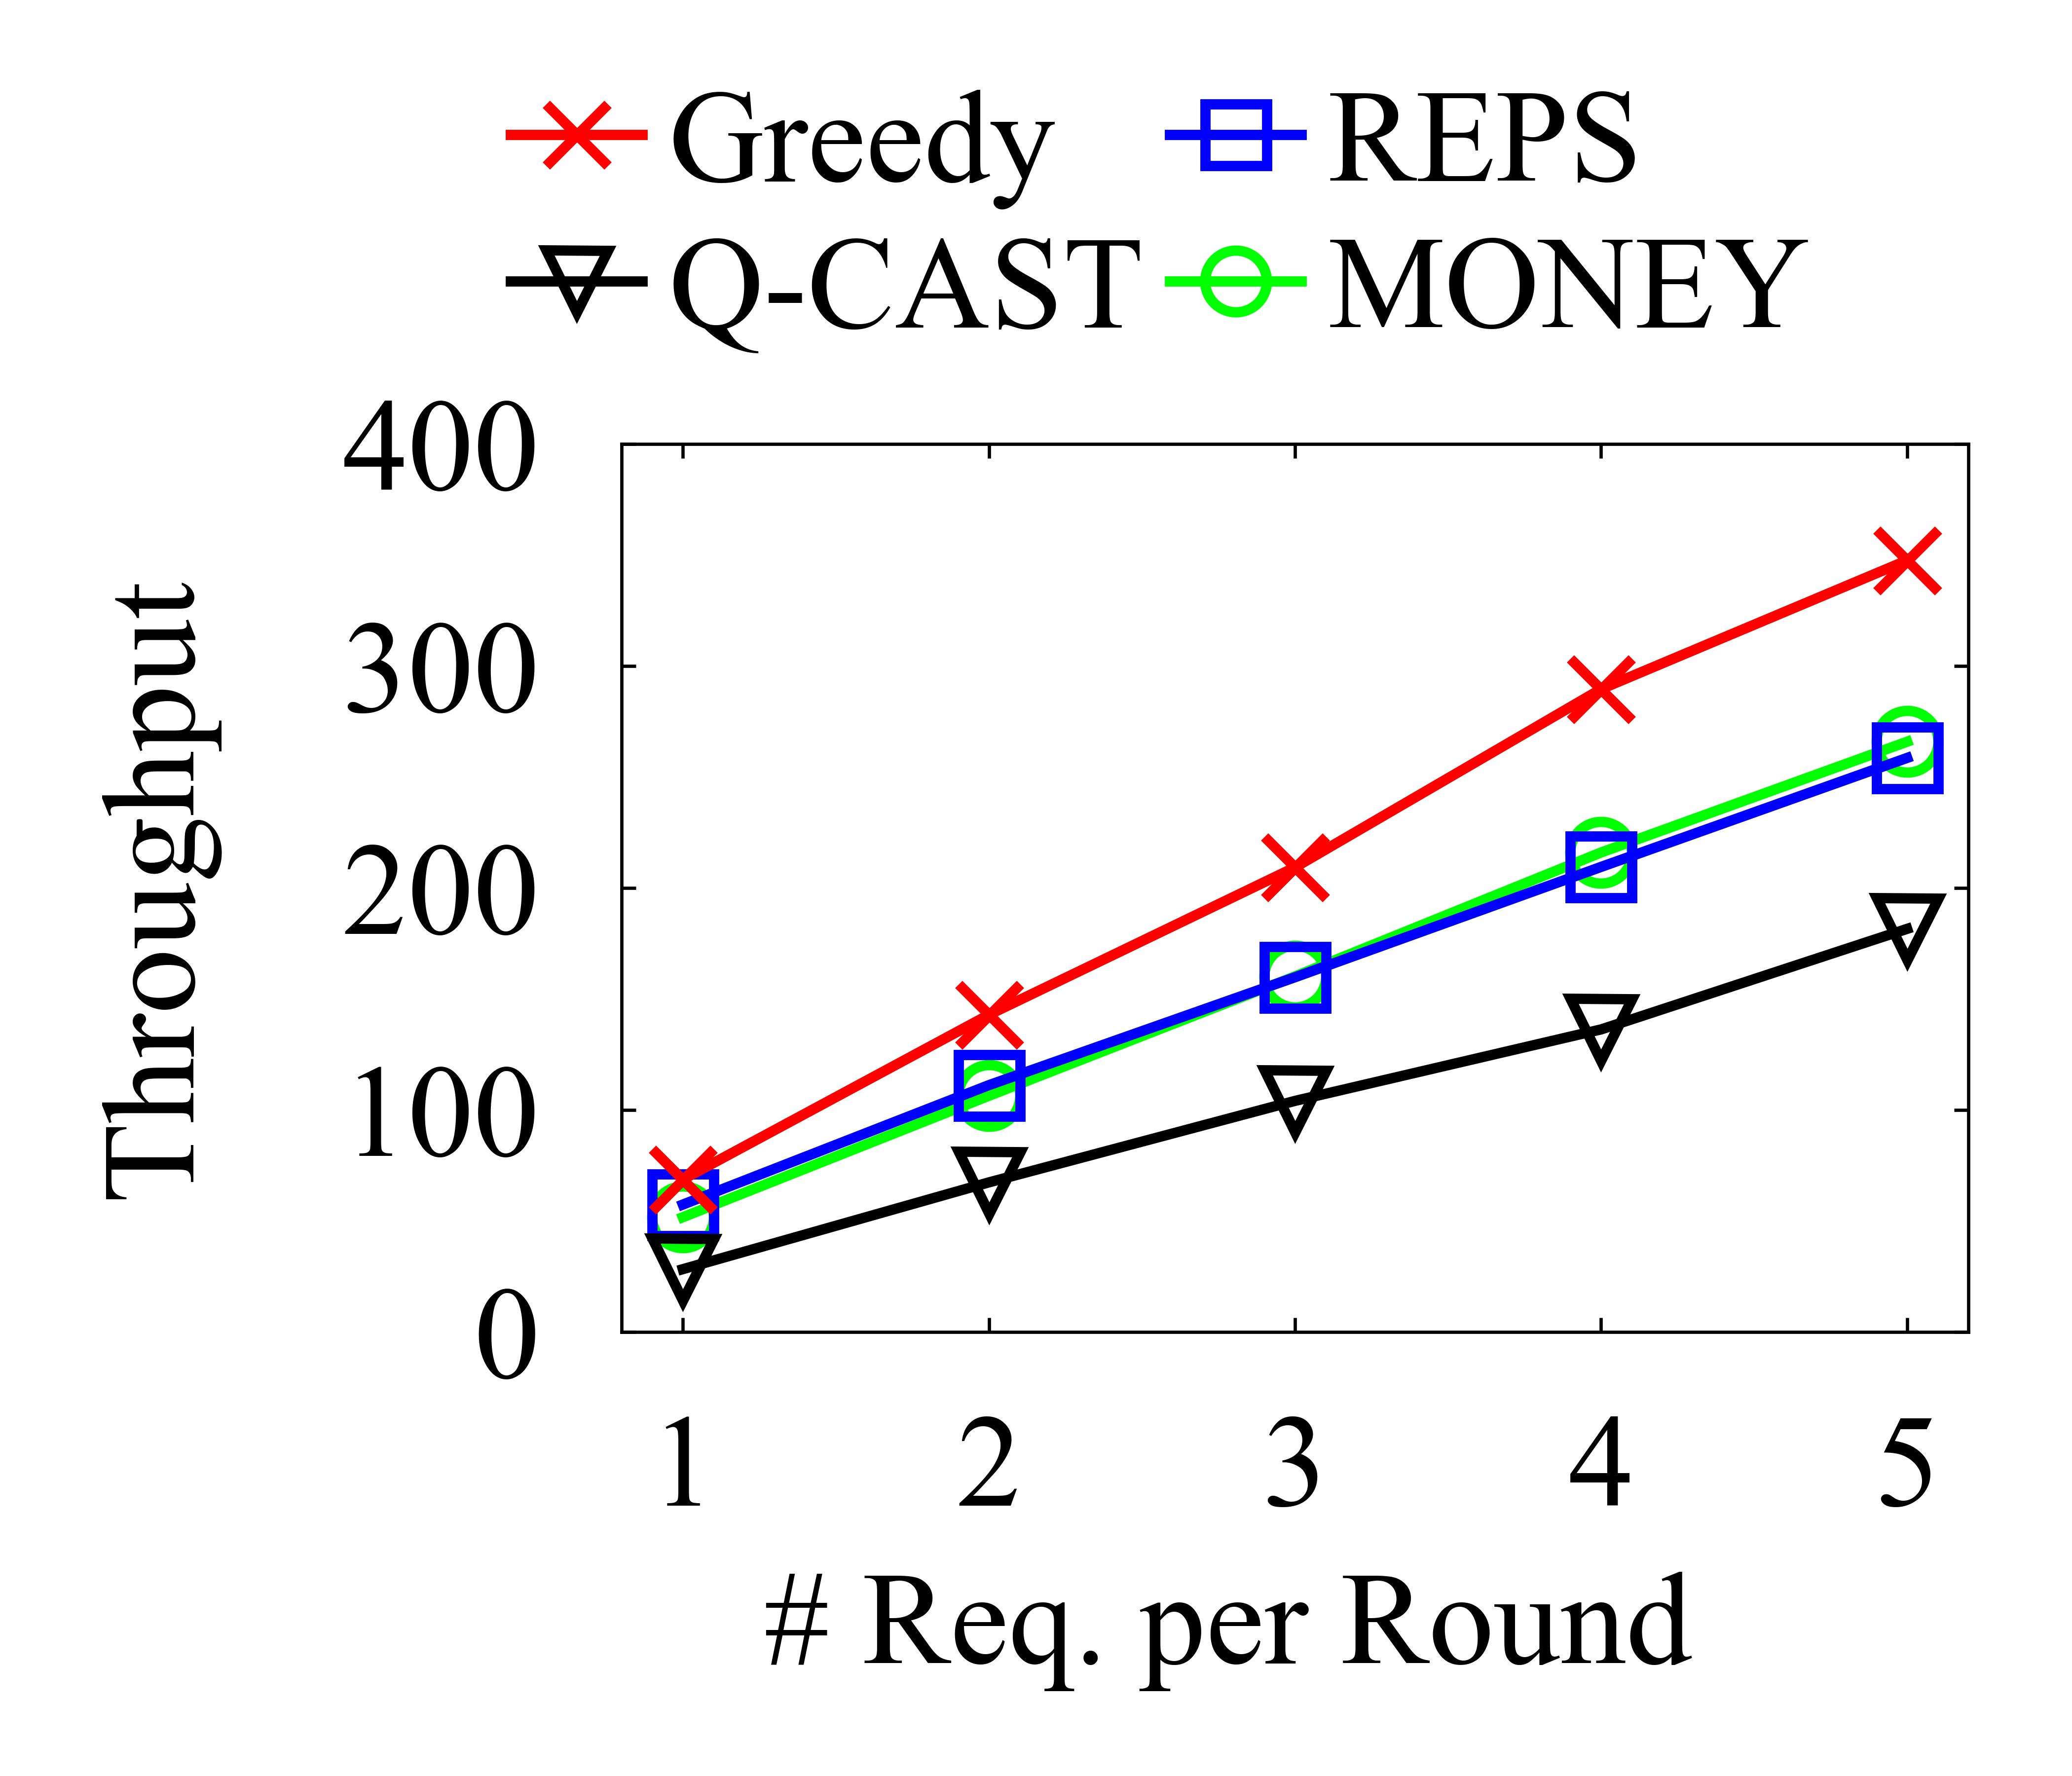 Greedy REPS
Q-CAST MONEY
400
300
200
100
0
Throughput
1 2 3 4 5
# Req. per Round